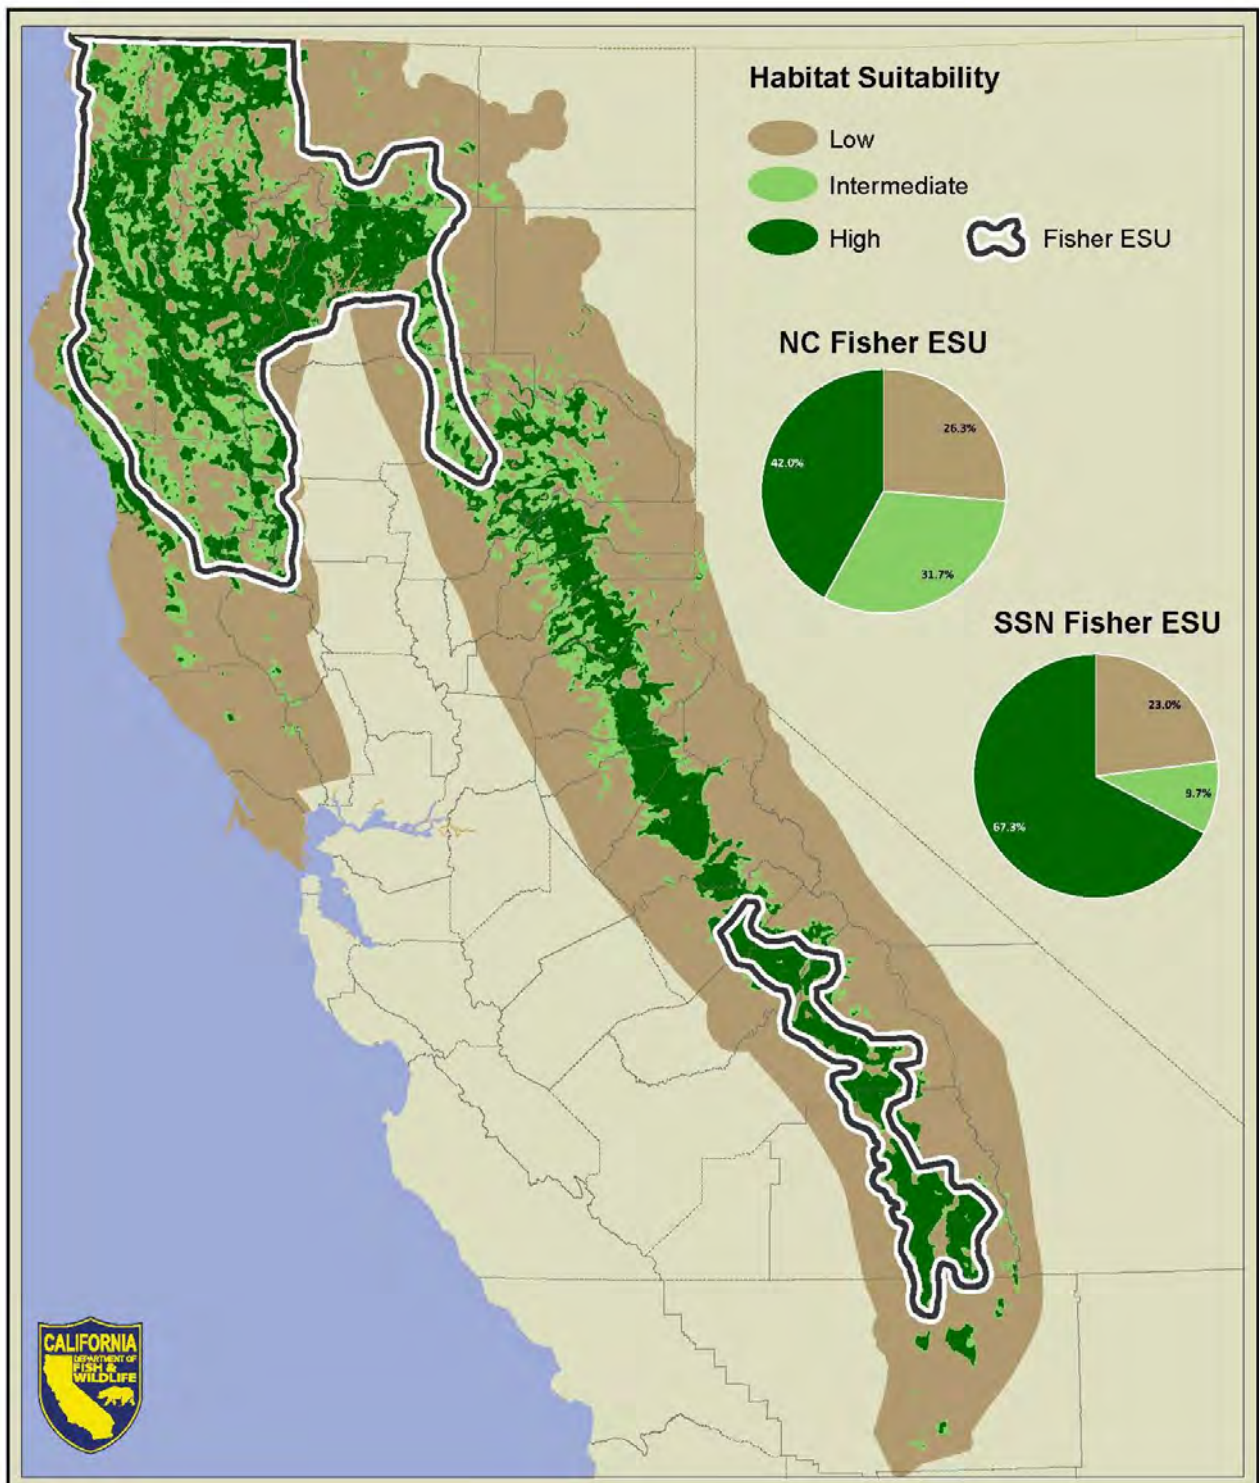 Habitat Suitability
Low
Intermediate
High
Fisher ESU
NC Fisher ESU
26.3%
42.0%
31.7%
SSN Fisher ESU
23.0%
9.7%
67.3%
CALIFORNIA
DEPARTMENT OF
FISH &
WILDLIFE